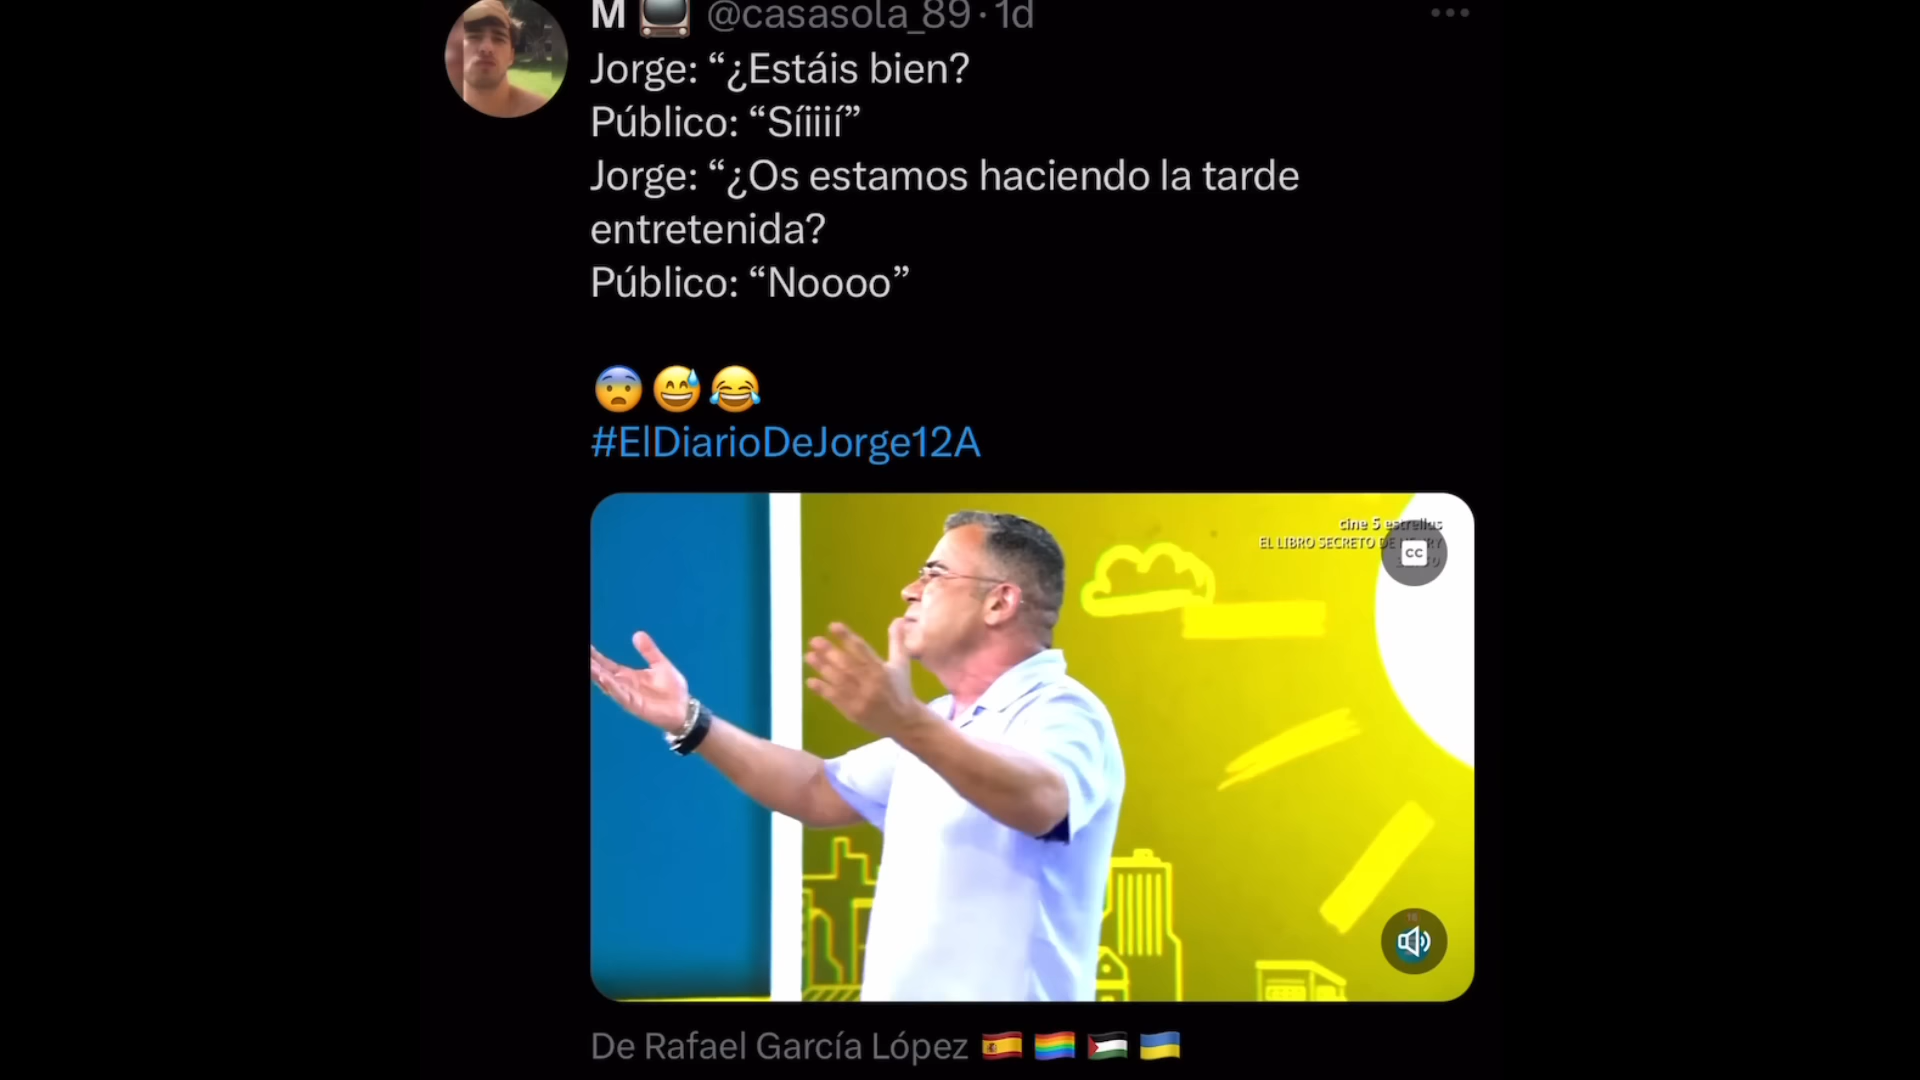 M @casasola_89 · 1d
Jorge: “¿Estáis bien?
Público: “Síiiií”
Jorge: “¿Os estamos haciendo la tarde
entretenida?
Público: “Noooo”
😨😅😂
#ElDiarioDeJorge12A
cine 5 estrellas
EL LIBRO SECRETO DE
CC
De Rafael García López 🇪🇸🏳️‍🌈🇵🇸🇺🇦